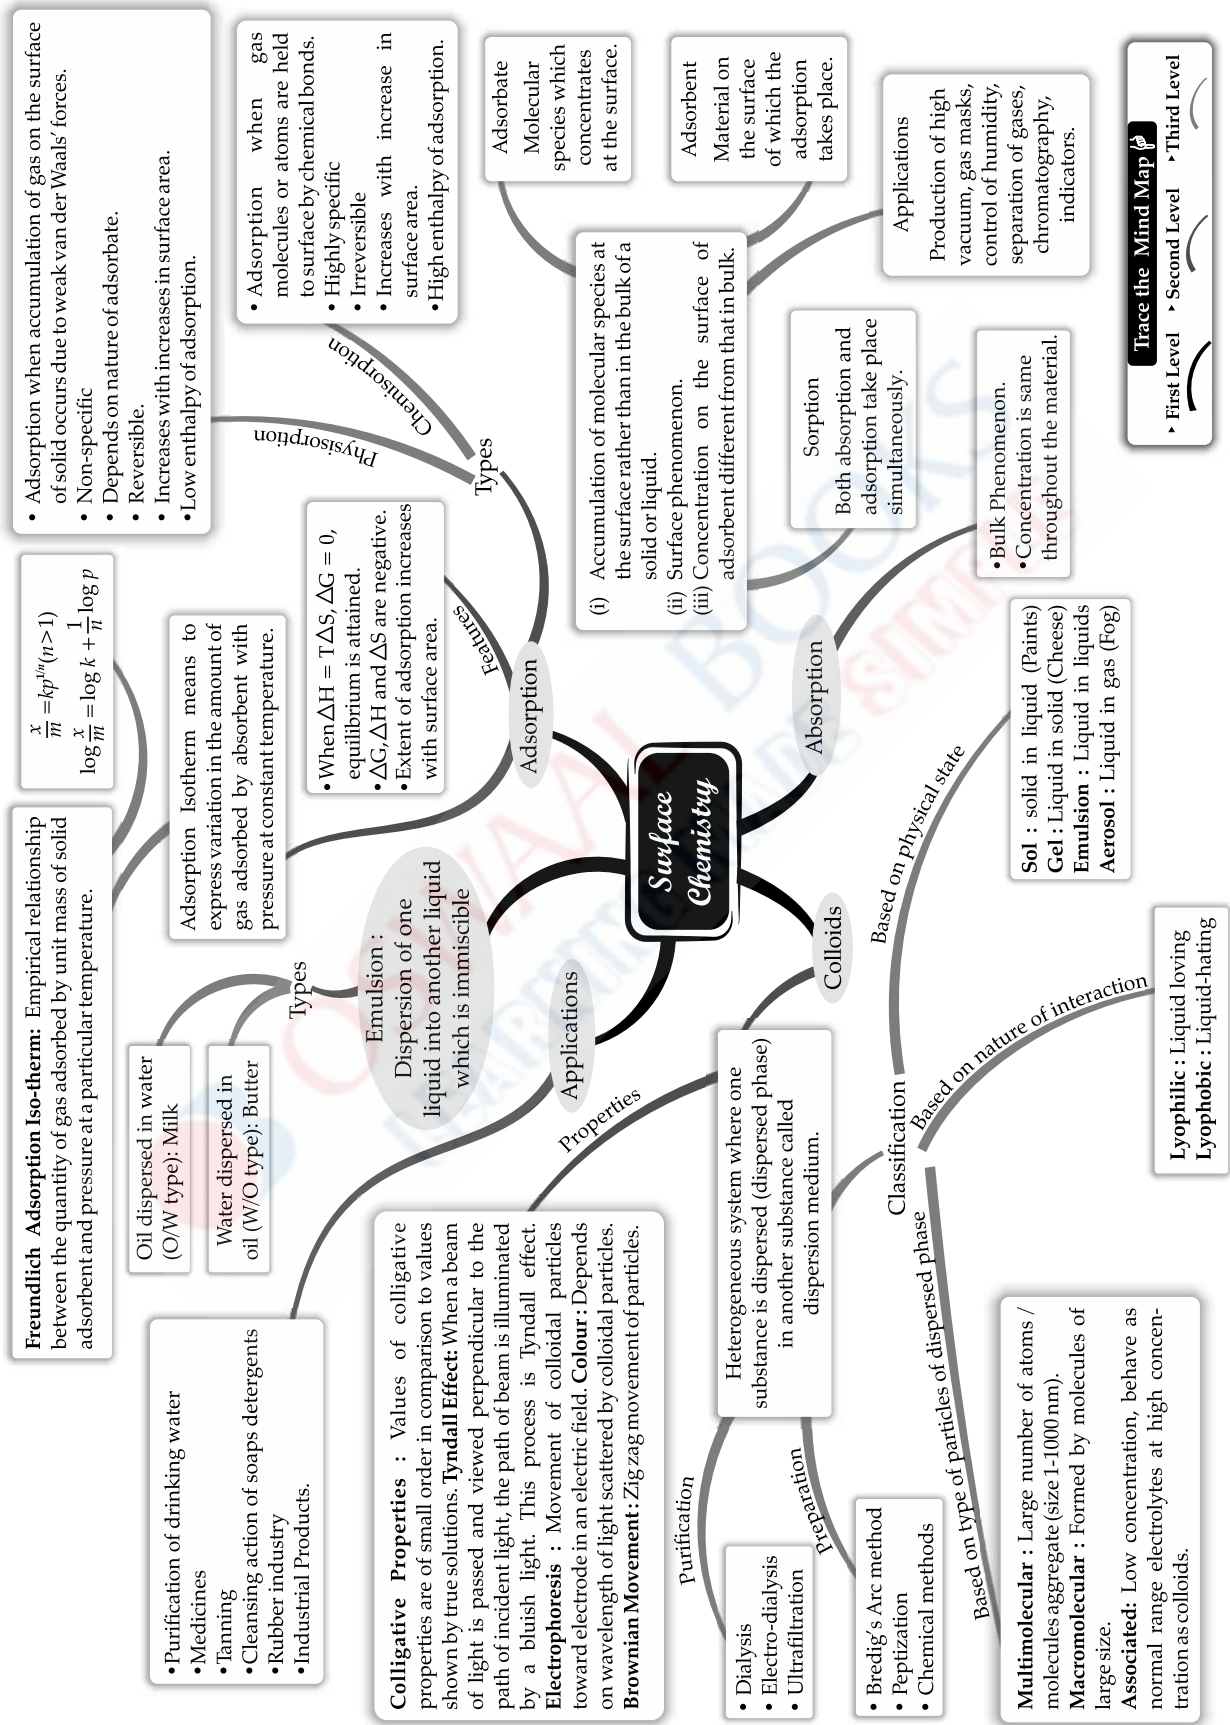 Surface
Chemistry
Adsorption
Features
• When ΔH = TΔS, ΔG = 0,
equilibrium is attained.
• ΔG, ΔH and ΔS are negative.
• Extent of adsorption increases
with surface area.
Types
Physisorption
• Adsorption when accumulation of gas on the surface
of solid occurs due to weak van der Waals' forces.
• Non-specific
• Depends on nature of adsorbate.
• Reversible.
• Increases with increases in surface area.
• Low enthalpy of adsorption.
Chemisorption
• Adsorption when gas
molecules or atoms are held
to surface by chemical bonds.
• Highly specific
• Irreversible
• Increases with increase in
surface area.
• High enthalpy of adsorption.
Adsorption Isotherm means to
express variation in the amount of
gas adsorbed by absorbent with
pressure at constant temperature.
Freundlich Adsorption Iso-therm: Empirical relationship
between the quantity of gas adsorbed by unit mass of solid
adsorbent and pressure at a particular temperature.
x/m = kp^1/n (n > 1)
log x/m = log k + 1/n log p
Absorption
• Bulk Phenomenon.
• Concentration is same
throughout the material.
(i) Accumulation of molecular species at
the surface rather than in the bulk of a
solid or liquid.
(ii) Surface phenomenon.
(iii) Concentration on the surface of
adsorbent different from that in bulk.
Adsorbate
Molecular
species which
concentrates
at the surface.
Adsorbent
Material on
the surface
of which the
adsorption
takes place.
Applications
Production of high
vacuum, gas masks,
control of humidity,
separation of gases,
chromatography,
indicators.
Sorption
Both absorption and
adsorption take place
simultaneously.
Emulsion :
Dispersion of one
liquid into another liquid
which is immiscible
Types
Oil dispersed in water
(O/W type): Milk
Water dispersed in
oil (W/O type): Butter
Applications
• Purification of drinking water
• Medicines
• Tanning
• Cleansing action of soaps detergents
• Rubber industry
• Industrial Products.
Colloids
Heterogeneous system where one
substance is dispersed (dispersed phase)
in another substance called
dispersion medium.
Properties
Colligative Properties : Values of colligative
properties are of small order in comparison to values
shown by true solutions. Tyndall Effect: When a beam
of light is passed and viewed perpendicular to the
path of incident light, the path of beam is illuminated
by a bluish light. This process is Tyndall effect.
Electrophoresis : Movement of colloidal particles
toward electrode in an electric field. Colour : Depends
on wavelength of light scattered by colloidal particles.
Brownian Movement : Zig zag movement of particles.
Purification
• Dialysis
• Electro-dialysis
• Ultrafiltration
Preparation
• Bredig's Arc method
• Peptization
• Chemical methods
Classification
Based on physical state
Sol : solid in liquid (Paints)
Gel : Liquid in solid (Cheese)
Emulsion : Liquid in liquids
Aerosol : Liquid in gas (Fog)
Based on nature of interaction
Lyophilic : Liquid loving
Lyophobic : Liquid-hating
Based on type of particles of dispersed phase
Multimolecular : Large number of atoms /
molecules aggregate (size 1-1000 nm).
Macromolecular : Formed by molecules of
large size.
Associated: Low concentration, behave as
normal range electrolytes at high concen-
tration as colloids.
Trace the Mind Map
First Level
Second Level
Third Level
OSWAAL BOOKS
LEARNING MADE SIMPLE